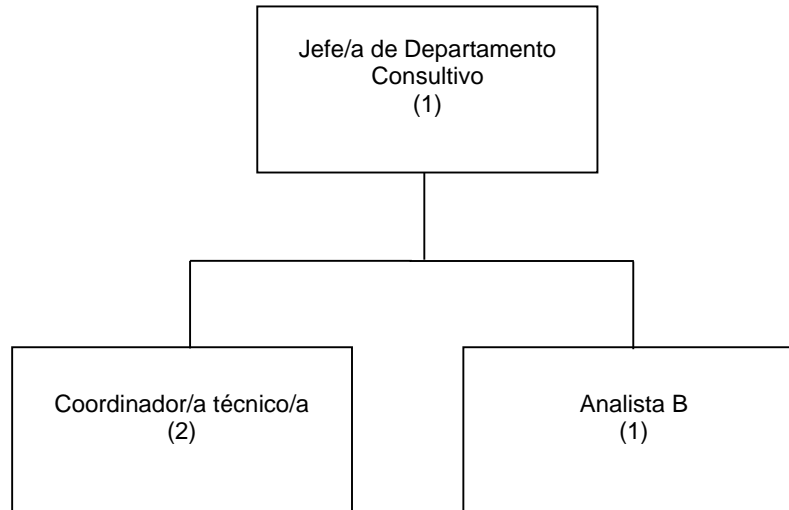 Jefe/a de Departamento
Consultivo
(1)
Coordinador/a técnico/a
(2)
Analista B
(1)